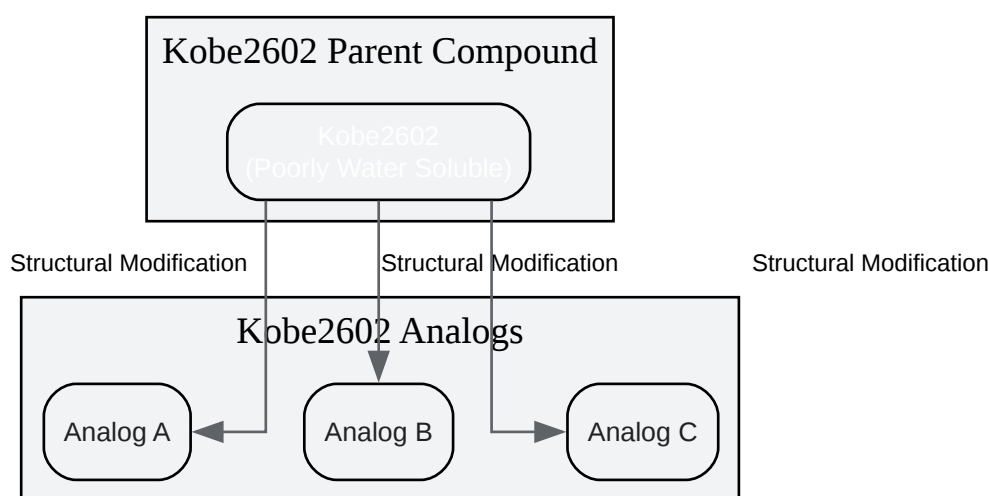 Kobe2602 Parent Compound
Kobe2602
(Poorly Water Soluble)
Structural Modification
Structural Modification
Structural Modification
Kobe2602 Analogs
Analog A
Analog B
Analog C